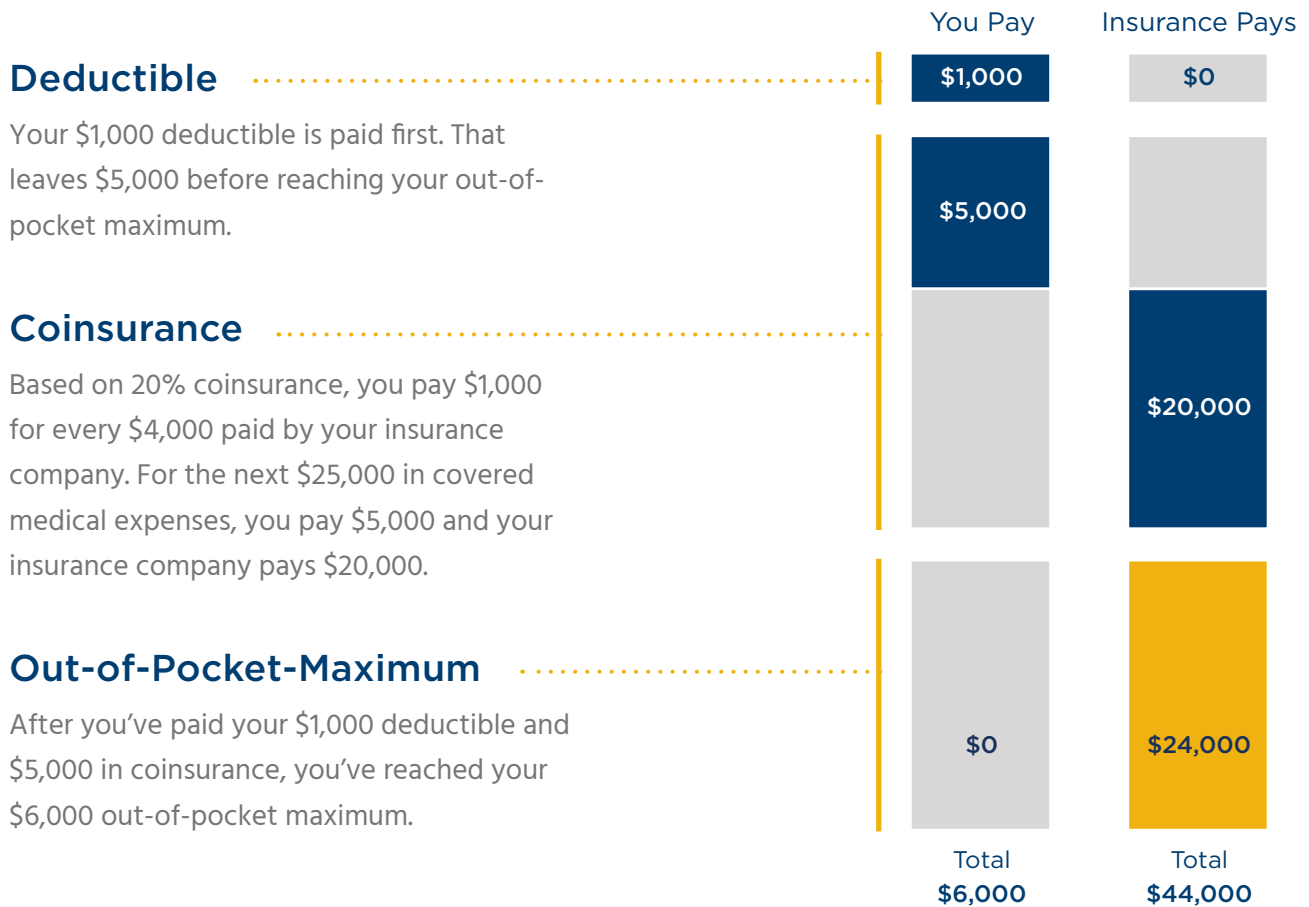 You Pay
Insurance Pays
Deductible
$1,000
$0
Your $1,000 deductible is paid first. That
leaves $5,000 before reaching your out-of-
pocket maximum.
$5,000
Coinsurance
Based on 20% coinsurance, you pay $1,000
for every $4,000 paid by your insurance
company. For the next $25,000 in covered
medical expenses, you pay $5,000 and your
insurance company pays $20,000.
$20,000
Out-of-Pocket-Maximum
After you’ve paid your $1,000 deductible and
$5,000 in coinsurance, you’ve reached your
$6,000 out-of-pocket maximum.
$0
$24,000
Total
$6,000
Total
$44,000